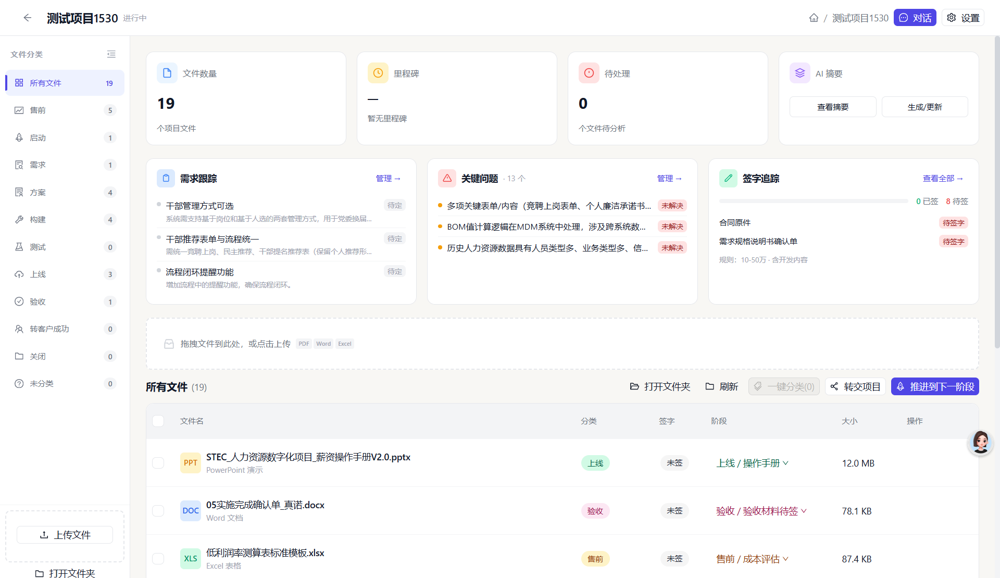 测试项目1530 进行中
/ 测试项目1530 对话 设置
文件分类
所有文件 19
售前 5
启动 1
需求 1
方案 4
构建 4
测试 0
上线 3
验收 1
转客户成功 0
关闭 0
未分类 0
上传文件
打开文件夹
文件数量
19
个项目文件
里程碑
—
暂无里程碑
待处理
0
个文件待分析
AI 摘要
查看摘要 生成/更新
需求跟踪 管理 →
干部管理方式可选 待定
系统需支持基于岗位和基于人选的两套管理方式，用于党委换届...
干部推荐表单与流程统一 待定
需统一竞聘上岗、民主推荐、干部提名推荐表（保留个人推荐形...
流程闭环提醒功能 待定
增加流程中的提醒功能，确保流程闭环。
关键问题 · 13 个 管理 →
多项关键表单/内容（竞聘上岗表单、个人廉洁承诺书... 未解决
BOM值计算逻辑在MDM系统中处理，涉及跨系统数... 未解决
历史人力资源数据具有人员类型多、业务类型多、信... 未解决
签字追踪 查看全部 →
0 已签 8 待签
合同原件 待签字
需求规格说明书确认单 待签字
规则：10-50万 · 含开发内容
拖拽文件到此处，或点击上传 PDF Word Excel
所有文件 (19) 打开文件夹 刷新 一键分类(0) 转交项目 推进到下一阶段
文件名 分类 签字 阶段 大小 操作
PPT STEC_人力资源数字化项目_薪资操作手册V2.0.pptx 上线 未签 上线 / 操作手册 12.0 MB
PowerPoint 演示
DOC 05实施完成确认单_真诺.docx 验收 未签 验收 / 验收材料待签 78.1 KB
Word 文档
XLS 低利润率测算表标准模板.xlsx 售前 未签 售前 / 成本评估 87.4 KB
Excel 表格